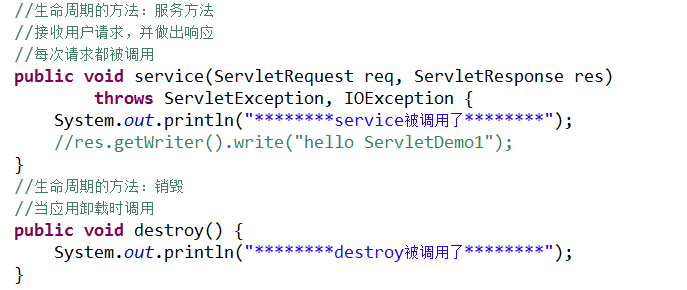 //生命周期的方法：服务方法
//接收用户请求，并做出响应
//每次请求都被调用
public void service(ServletRequest req, ServletResponse res)
        throws ServletException, IOException {
    System.out.println("********service被调用了********");
    //res.getWriter().write("hello ServletDemo1");
}
//生命周期的方法：销毁
//当应用卸载时调用
public void destroy() {
    System.out.println("********destroy被调用了********");
}